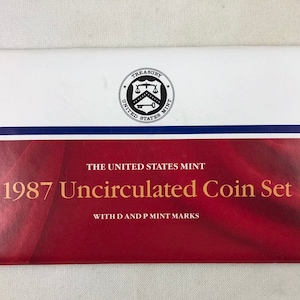 TREASURY
UNITED STATES MINT
THE UNITED STATES MINT
1987 Uncirculated Coin Set
WITH D AND P MINT MARKS